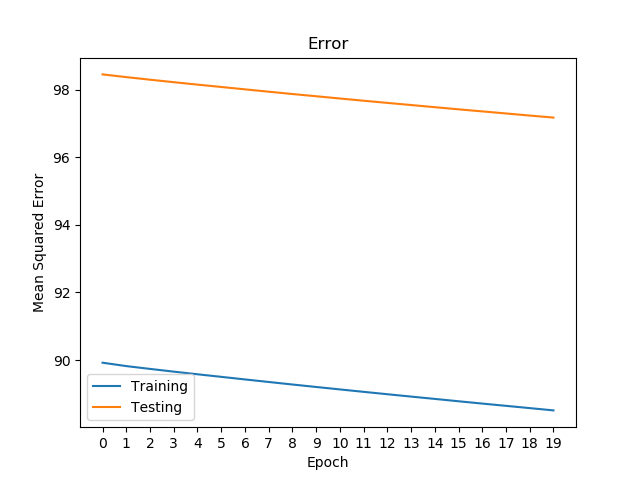 Error
Mean Squared Error
98
96
94
92
90
Training
Testing
0 1 2 3 4 5 6 7 8 9 10 11 12 13 14 15 16 17 18 19
Epoch